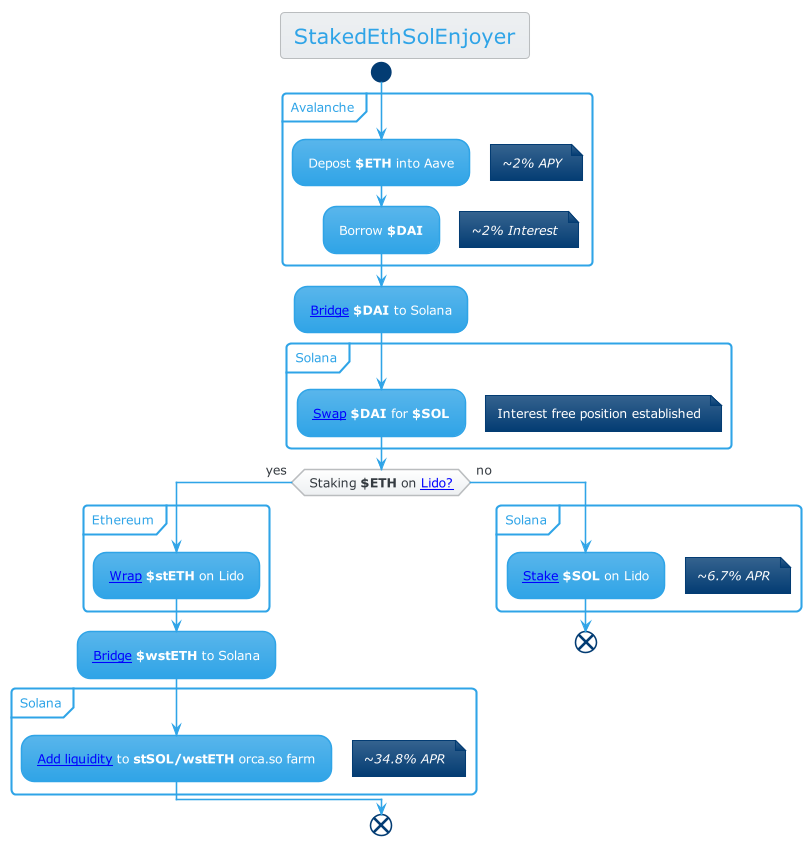 StakedEthSolEnjoyer
Avalanche
Depost $ETH into Aave
~2% APY
Borrow $DAI
~2% Interest
Bridge $DAI to Solana
Solana
Swap $DAI for $SOL
Interest free position established
yes
Staking $ETH on Lido?
no
Ethereum
Wrap $stETH on Lido
Bridge $wstETH to Solana
Solana
Add liquidity to stSOL/wstETH orca.so farm
~34.8% APR
Solana
Stake $SOL on Lido
~6.7% APR